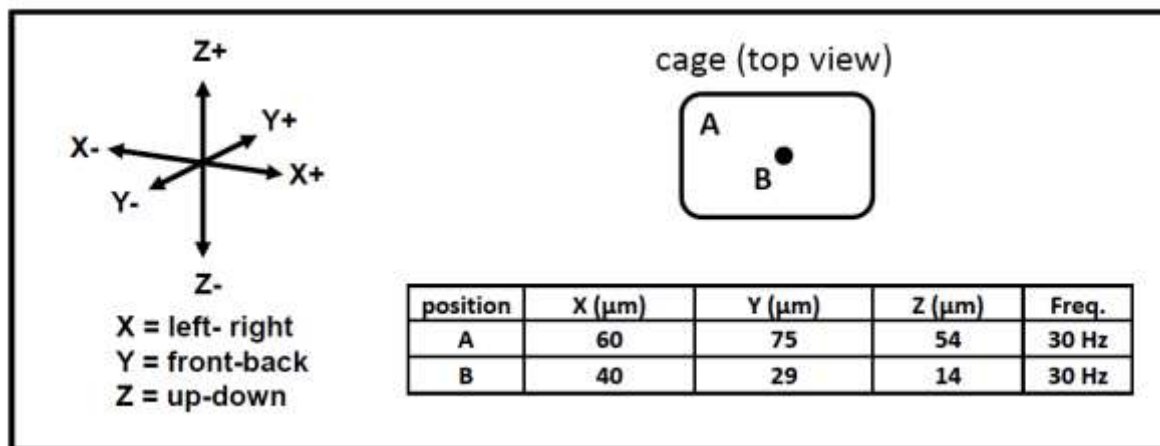 Z+
Y+
X-
X+
Y-
Z-
X = left- right
Y = front-back
Z = up-down
cage (top view)
A
B
position X (µm) Y (µm) Z (µm) Freq.
A 60 75 54 30 Hz
B 40 29 14 30 Hz